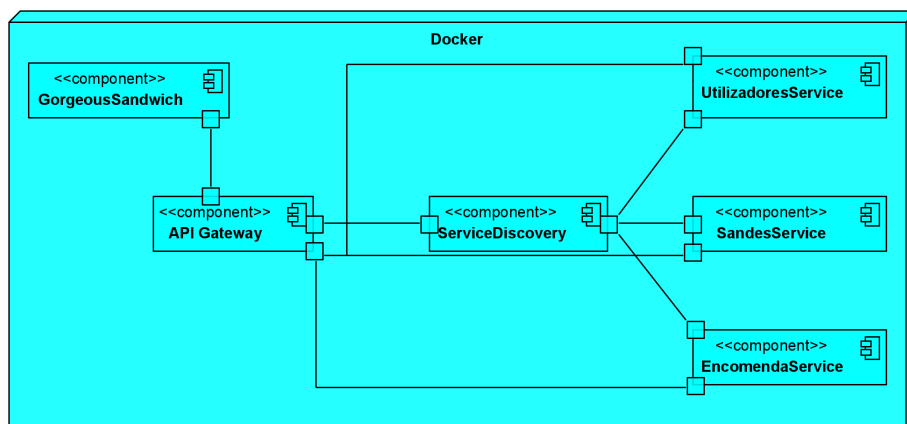 Docker
<<component>>
GorgeousSandwich
<<component>>
UtilizadoresService
<<component>>
API Gateway
<<component>>
ServiceDiscovery
<<component>>
SandesService
<<component>>
EncomendaService